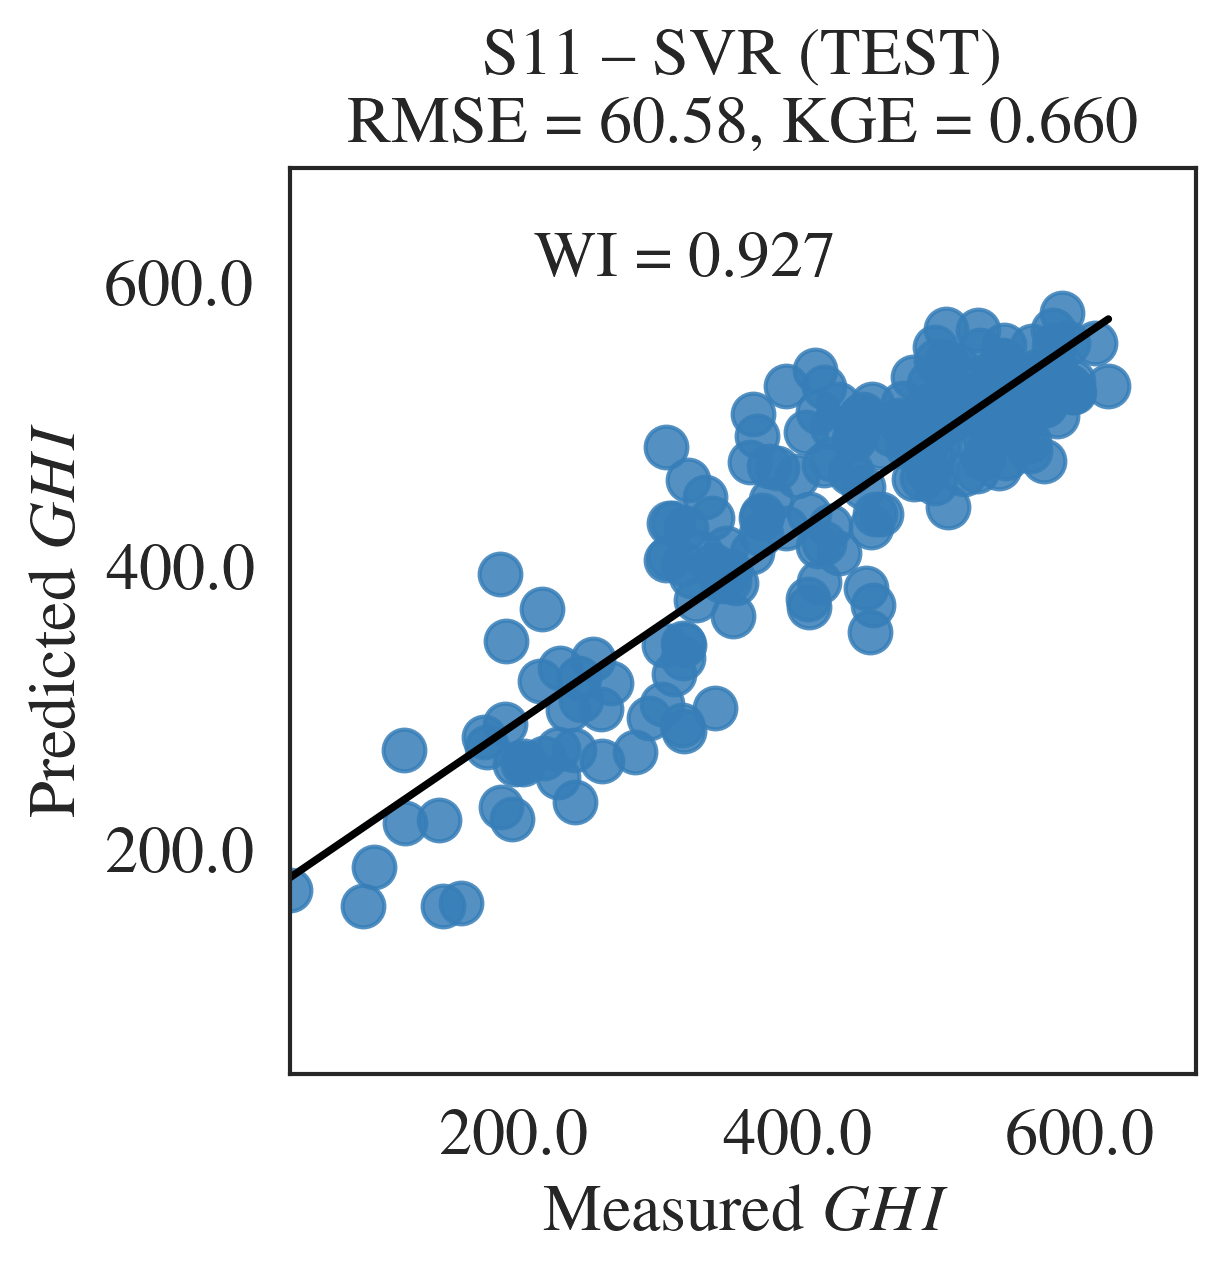 S11 – SVR (TEST)
RMSE = 60.58, KGE = 0.660
WI = 0.927
600.0
400.0
200.0
Predicted GHI
200.0 400.0 600.0
Measured GHI